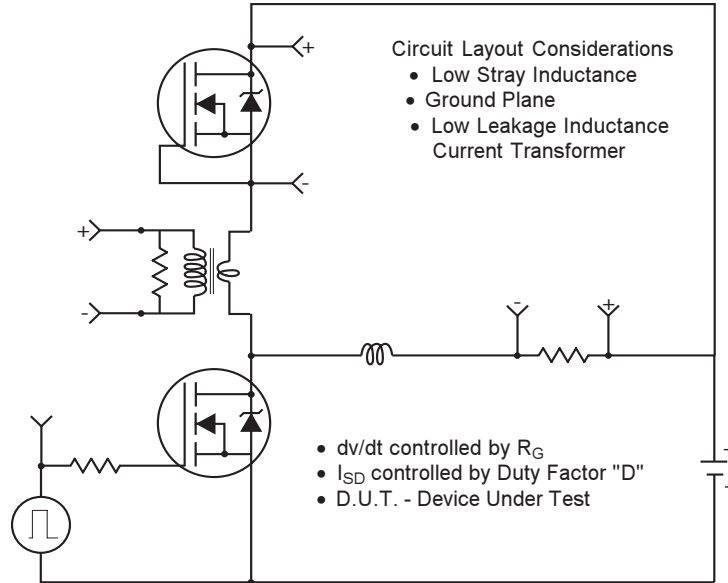 +
Circuit Layout Considerations
• Low Stray Inductance
• Ground Plane
• Low Leakage Inductance
Current Transformer
-
+
-
- +
• dv/dt controlled by RG
• ISD controlled by Duty Factor "D"
• D.U.T. - Device Under Test